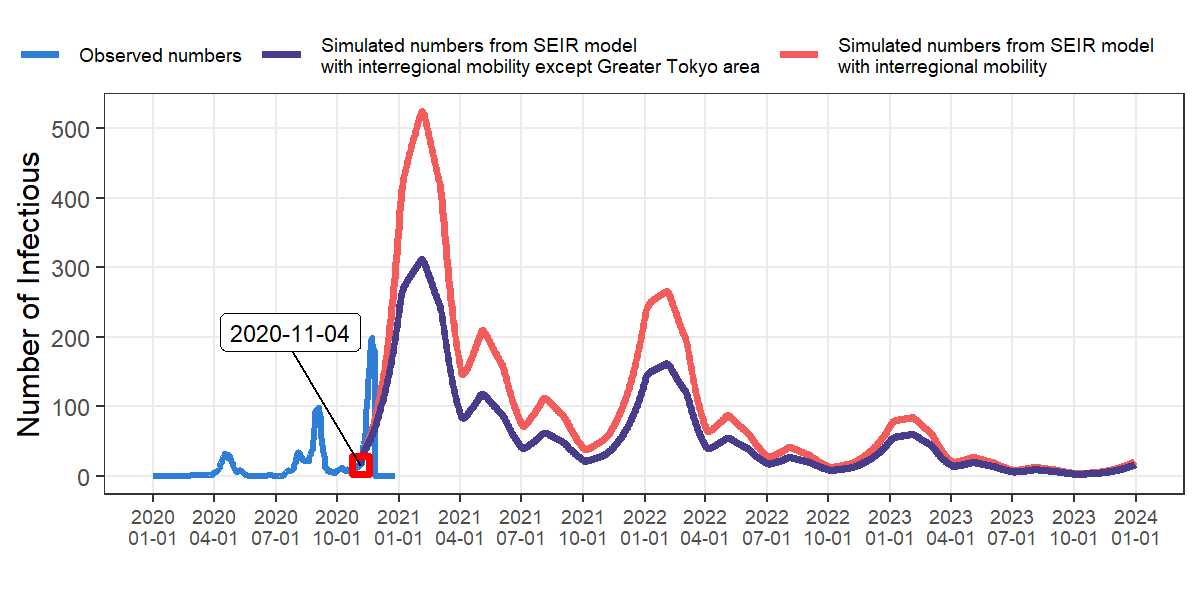 Observed numbers
Simulated numbers from SEIR model
with interregional mobility except Greater Tokyo area
Simulated numbers from SEIR model
with interregional mobility
Number of Infectious
500
400
300
200
100
0
2020-11-04
2020 2020 2020 2020 2021 2021 2021 2021 2022 2022 2022 2022 2023 2023 2023 2023 2024
01-01 04-01 07-01 10-01 01-01 04-01 07-01 10-01 01-01 04-01 07-01 10-01 01-01 04-01 07-01 10-01 01-01